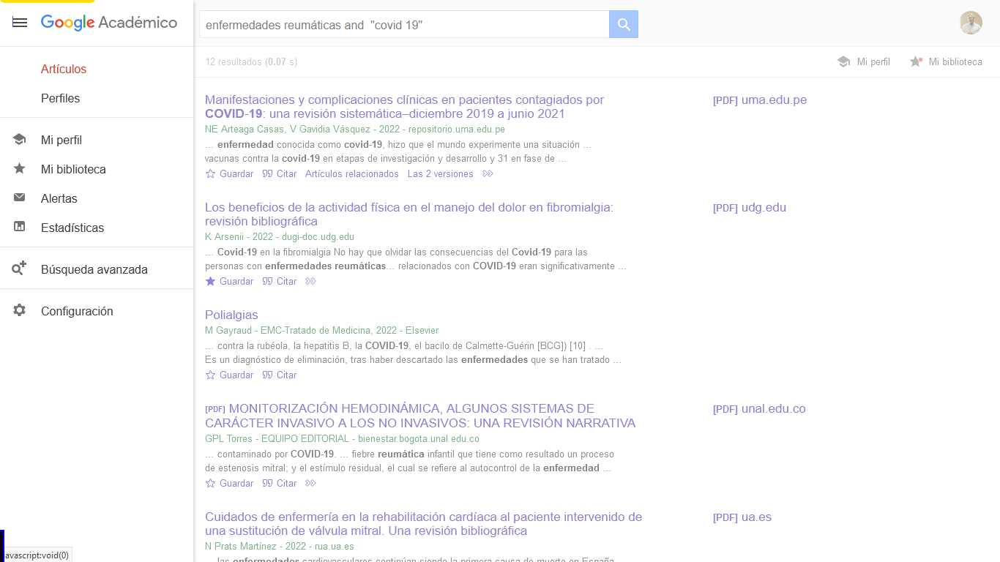 Google Académico
enfermedades reumáticas and "covid 19"
Artículos
Perfiles
Mi perfil
Mi biblioteca
Alertas
Estadísticas
Búsqueda avanzada
Configuración
12 resultados (0.07 s)
Mi perfil
Mi biblioteca
Manifestaciones y complicaciones clínicas en pacientes contagiados por
COVID-19: una revisión sistemática–diciembre 2019 a junio 2021
[PDF] uma.edu.pe
NE Arteaga Casas, V Gavidia Vásquez - 2022 - repositorio.uma.edu.pe
... enfermedad conocida como covid-19, hizo que el mundo experimente una situación ...
vacunas contra la covid-19 en etapas de investigación y desarrollo y 31 en fase de ...
Guardar Citar Artículos relacionados Las 2 versiones
Los beneficios de la actividad física en el manejo del dolor en fibromialgia:
revisión bibliográfica
[PDF] udg.edu
K Arsenii - 2022 - dugi-doc.udg.edu
... Covid-19 en la fibromialgia No hay que olvidar las consecuencias del Covid-19 para las
personas con enfermedades reumáticas... relacionados con COVID-19 eran significativamente ...
Guardar Citar
Polialgias
M Gayraud - EMC-Tratado de Medicina, 2022 - Elsevier
... contra la rubéola, la hepatitis B, la COVID-19, el bacilo de Calmette-Guérin [BCG]) [10] . ...
Es un diagnóstico de eliminación, tras haber descartado las enfermedades que se han tratado ...
Guardar Citar
[PDF] MONITORIZACIÓN HEMODINÁMICA, ALGUNOS SISTEMAS DE
CARÁCTER INVASIVO A LOS NO INVASIVOS: UNA REVISIÓN NARRATIVA
[PDF] unal.edu.co
GPL Torres - EQUIPO EDITORIAL - bienestar.bogota.unal.edu.co
... contaminado por COVID-19. ... fiebre reumática infantil que tiene como resultado un proceso
de estenosis mitral; y el estímulo residual, el cual se refiere al autocontrol de la enfermedad ...
Guardar Citar
Cuidados de enfermería en la rehabilitación cardíaca al paciente intervenido de
una sustitución de válvula mitral. Una revisión bibliográfica
[PDF] ua.es
N Prats Martínez - 2022 - rua.ua.es
... las enfermedades cardiovasculares continúan siendo la primera causa de muerte en España
avascript:void(0)